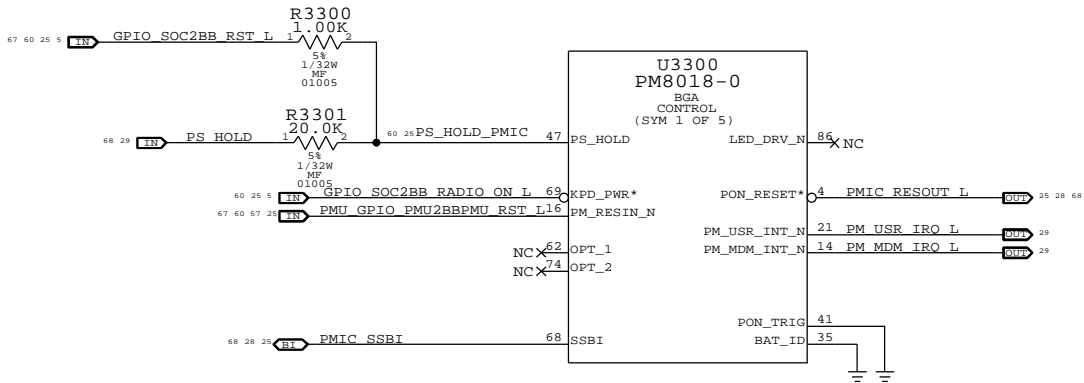 R3300
1.00K
67 60 25 5 IN GPIO_SOC2BB_RST_L 1 2
5%
1/32W
MF
01005
R3301
20.0K
68 29 IN PS_HOLD 1 2
5%
1/32W
MF
01005
60 25 PS_HOLD_PMIC 47
60 25 5 IN GPIO_SOC2BB_RADIO_ON_L 69
67 60 57 25 IN PMU_GPIO_PMU2BBPMU_RST_L 16
NC 62
NC 74
68 28 25 BI PMIC_SSBI 68
U3300
PM8018-0
BGA
CONTROL
(SYM 1 OF 5)
PS_HOLD LED_DRV_N 86 NC
KPD_PWR* PON_RESET* 4 PMIC_RESOUT_L OUT 25 28 68
PM_RESIN_N
PM_USR_INT_N 21 PM_USR_IRQ_L OUT 29
OPT_1 PM_MDM_INT_N 14 PM_MDM_IRQ_L OUT 29
OPT_2
PON_TRIG 41
SSBI BAT_ID 35